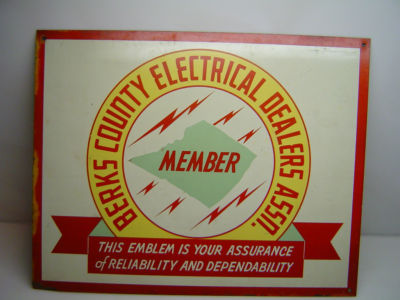 BERKS COUNTY ELECTRICAL DEALERS ASSN.
MEMBER
THIS EMBLEM IS YOUR ASSURANCE
of RELIABILITY AND DEPENDABILITY